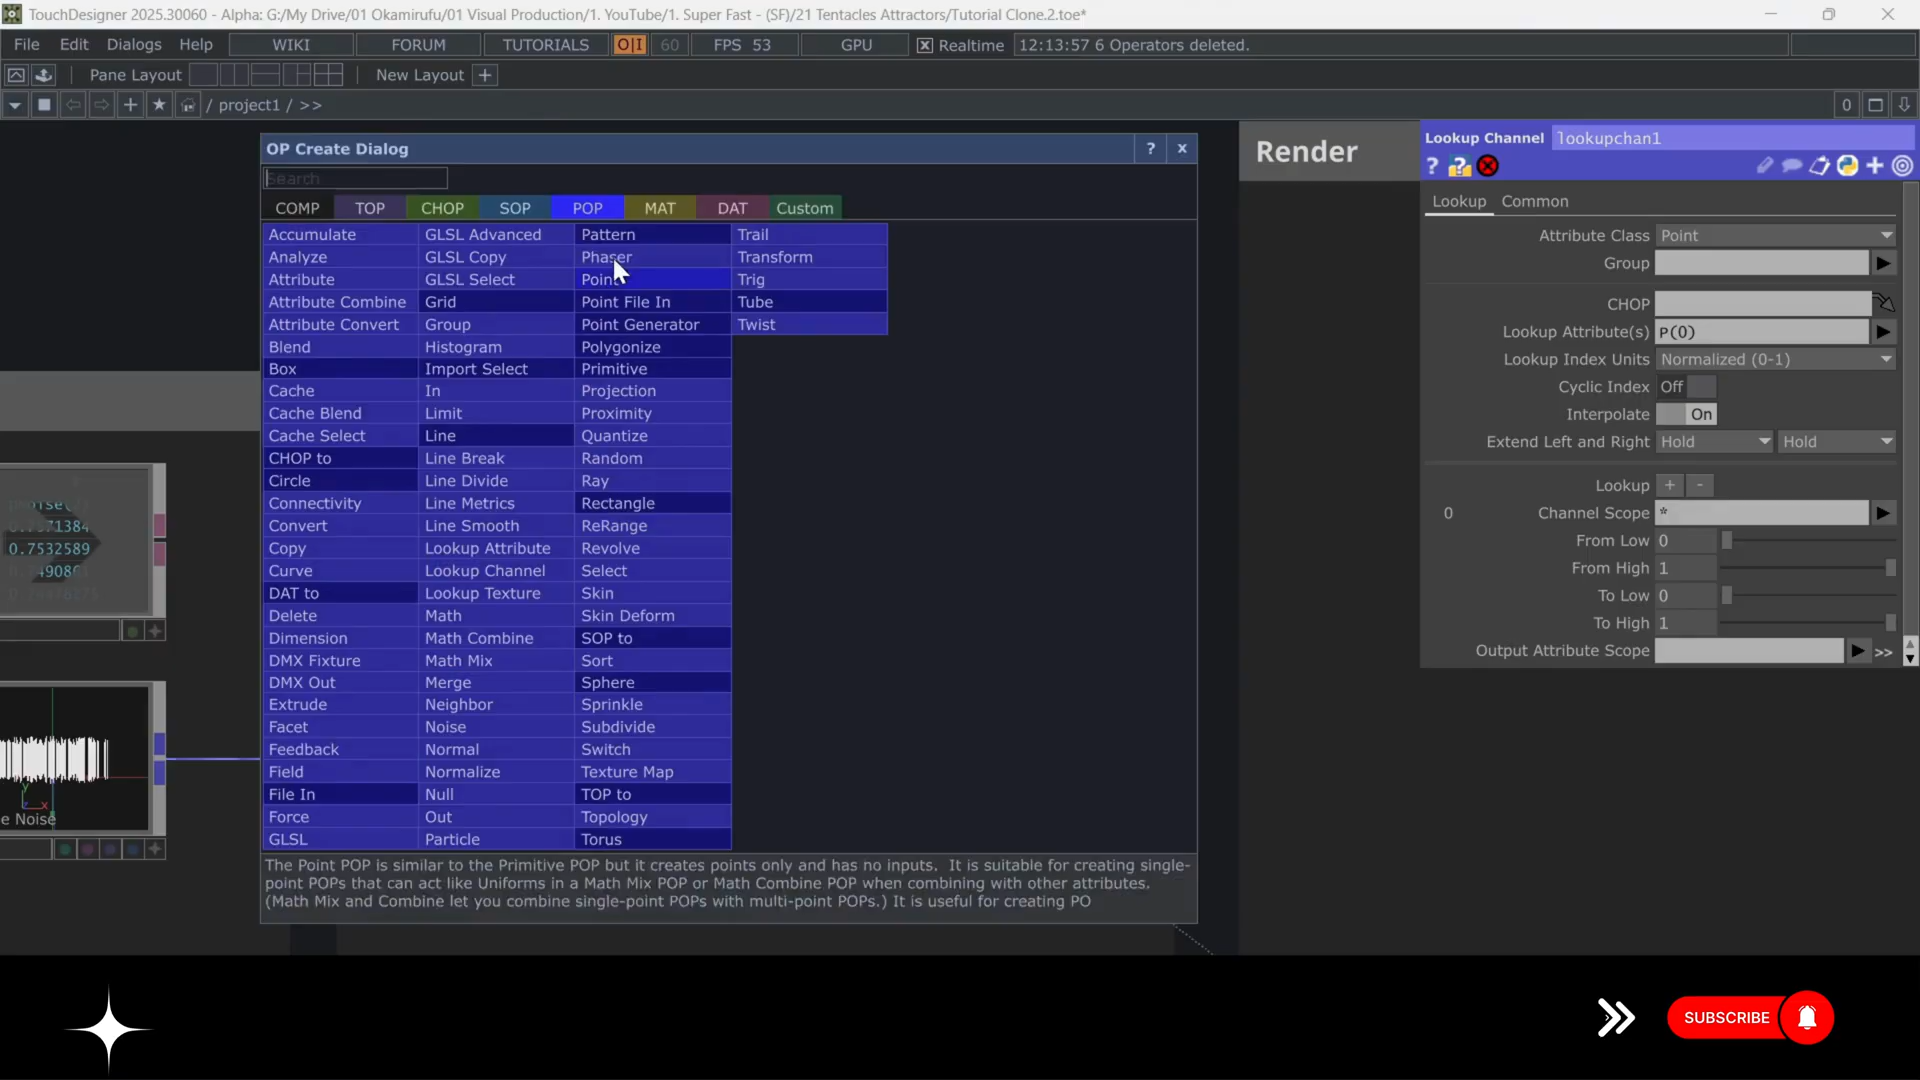 TouchDesigner 2025.30060 - Alpha: G:/My Drive/01 Okamirufu/01 Visual Production/1. YouTube/1. Super Fast - (SF)/21 Tentacles Attractors/Tutorial Clone.2.toe*
File Edit Dialogs Help WIKI FORUM TUTORIALS O|I 60 FPS 53 GPU X Realtime 12:13:57 6 Operators deleted.
Pane Layout New Layout +
/ project1 / >> 0
OP Create Dialog ? x
Search
COMP TOP CHOP SOP POP MAT DAT Custom
Accumulate GLSL Advanced Pattern Trail
Analyze GLSL Copy Phaser Transform
Attribute GLSL Select Point Trig
Attribute Combine Grid Point File In Tube
Attribute Convert Group Point Generator Twist
Blend Histogram Polygonize
Box Import Select Primitive
Cache In Projection
Cache Blend Limit Proximity
Cache Select Line Quantize
CHOP to Line Break Random
Circle Line Divide Ray
Connectivity Line Metrics Rectangle
Convert Line Smooth ReRange
Copy Lookup Attribute Revolve
Curve Lookup Channel Select
DAT to Lookup Texture Skin
Delete Math Skin Deform
Dimension Math Combine SOP to
DMX Fixture Math Mix Sort
DMX Out Merge Sphere
Extrude Neighbor Sprinkle
Facet Noise Subdivide
Feedback Normal Switch
Field Normalize Texture Map
File In Null TOP to
Force Out Topology
GLSL Particle Torus
The Point POP is similar to the Primitive POP but it creates points only and has no inputs. It is suitable for creating single-
point POPs that can act like Uniforms in a Math Mix POP or Math Combine POP when combining with other attributes.
(Math Mix and Combine let you combine single-point POPs with multi-point POPs.) It is useful for creating PO
0.7532589
e Noise
Render
Lookup Channel lookupchan1
Lookup Common
Attribute Class Point
Group
CHOP
Lookup Attribute(s) P(0)
Lookup Index Units Normalized (0-1)
Cyclic Index Off
Interpolate On
Extend Left and Right Hold Hold
Lookup + -
0 Channel Scope *
From Low 0
From High 1
To Low 0
To High 1
Output Attribute Scope >>
SUBSCRIBE